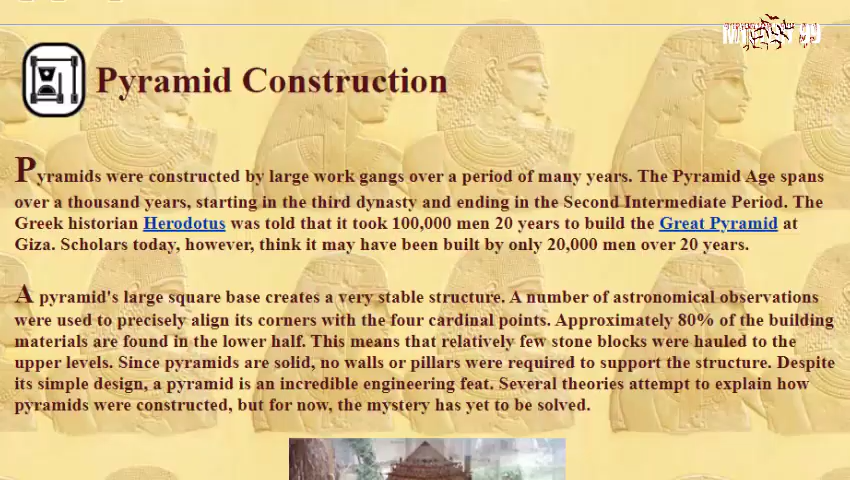 Pyramid Construction
Pyramids were constructed by large work gangs over a period of many years. The Pyramid Age spans
over a thousand years, starting in the third dynasty and ending in the Second Intermediate Period. The
Greek historian Herodotus was told that it took 100,000 men 20 years to build the Great Pyramid at
Giza. Scholars today, however, think it may have been built by only 20,000 men over 20 years.
A pyramid's large square base creates a very stable structure. A number of astronomical observations
were used to precisely align its corners with the four cardinal points. Approximately 80% of the building
materials are found in the lower half. This means that relatively few stone blocks were hauled to the
upper levels. Since pyramids are solid, no walls or pillars were required to support the structure. Despite
its simple design, a pyramid is an incredible engineering feat. Several theories attempt to explain how
pyramids were constructed, but for now, the mystery has yet to be solved.